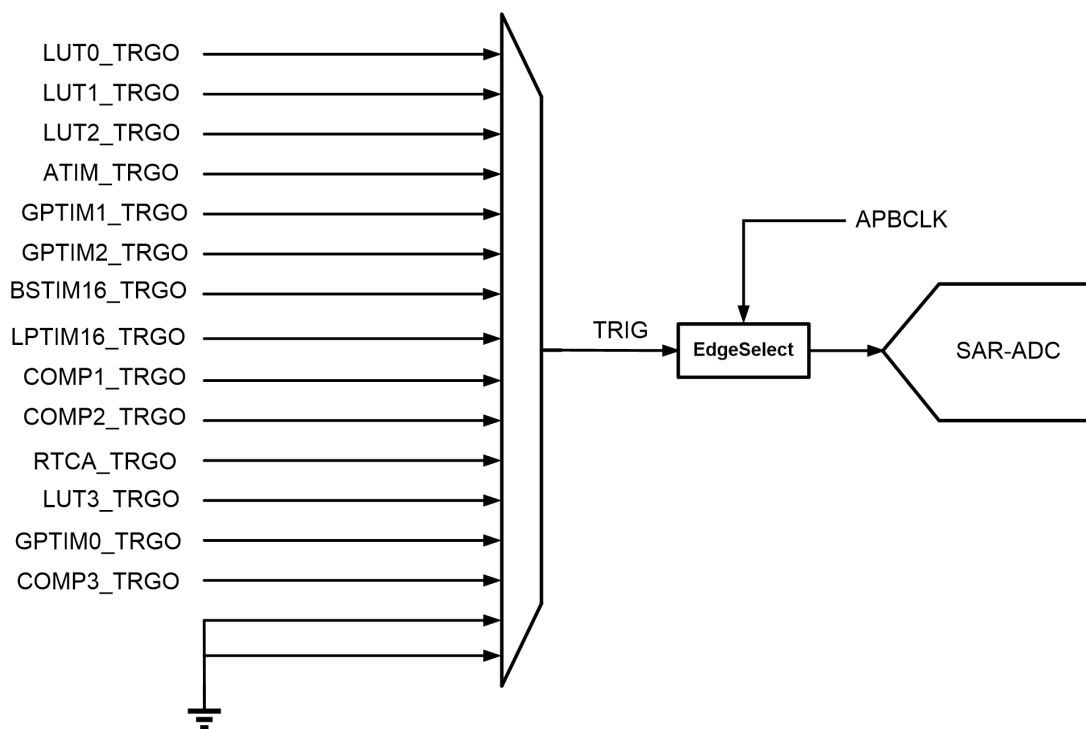 LUT0_TRGO
LUT1_TRGO
LUT2_TRGO
ATIM_TRGO
GPTIM1_TRGO
GPTIM2_TRGO
BSTIM16_TRGO
LPTIM16_TRGO
COMP1_TRGO
COMP2_TRGO
RTCA_TRGO
LUT3_TRGO
GPTIM0_TRGO
COMP3_TRGO
TRIG
APBCLK
EdgeSelect
SAR-ADC